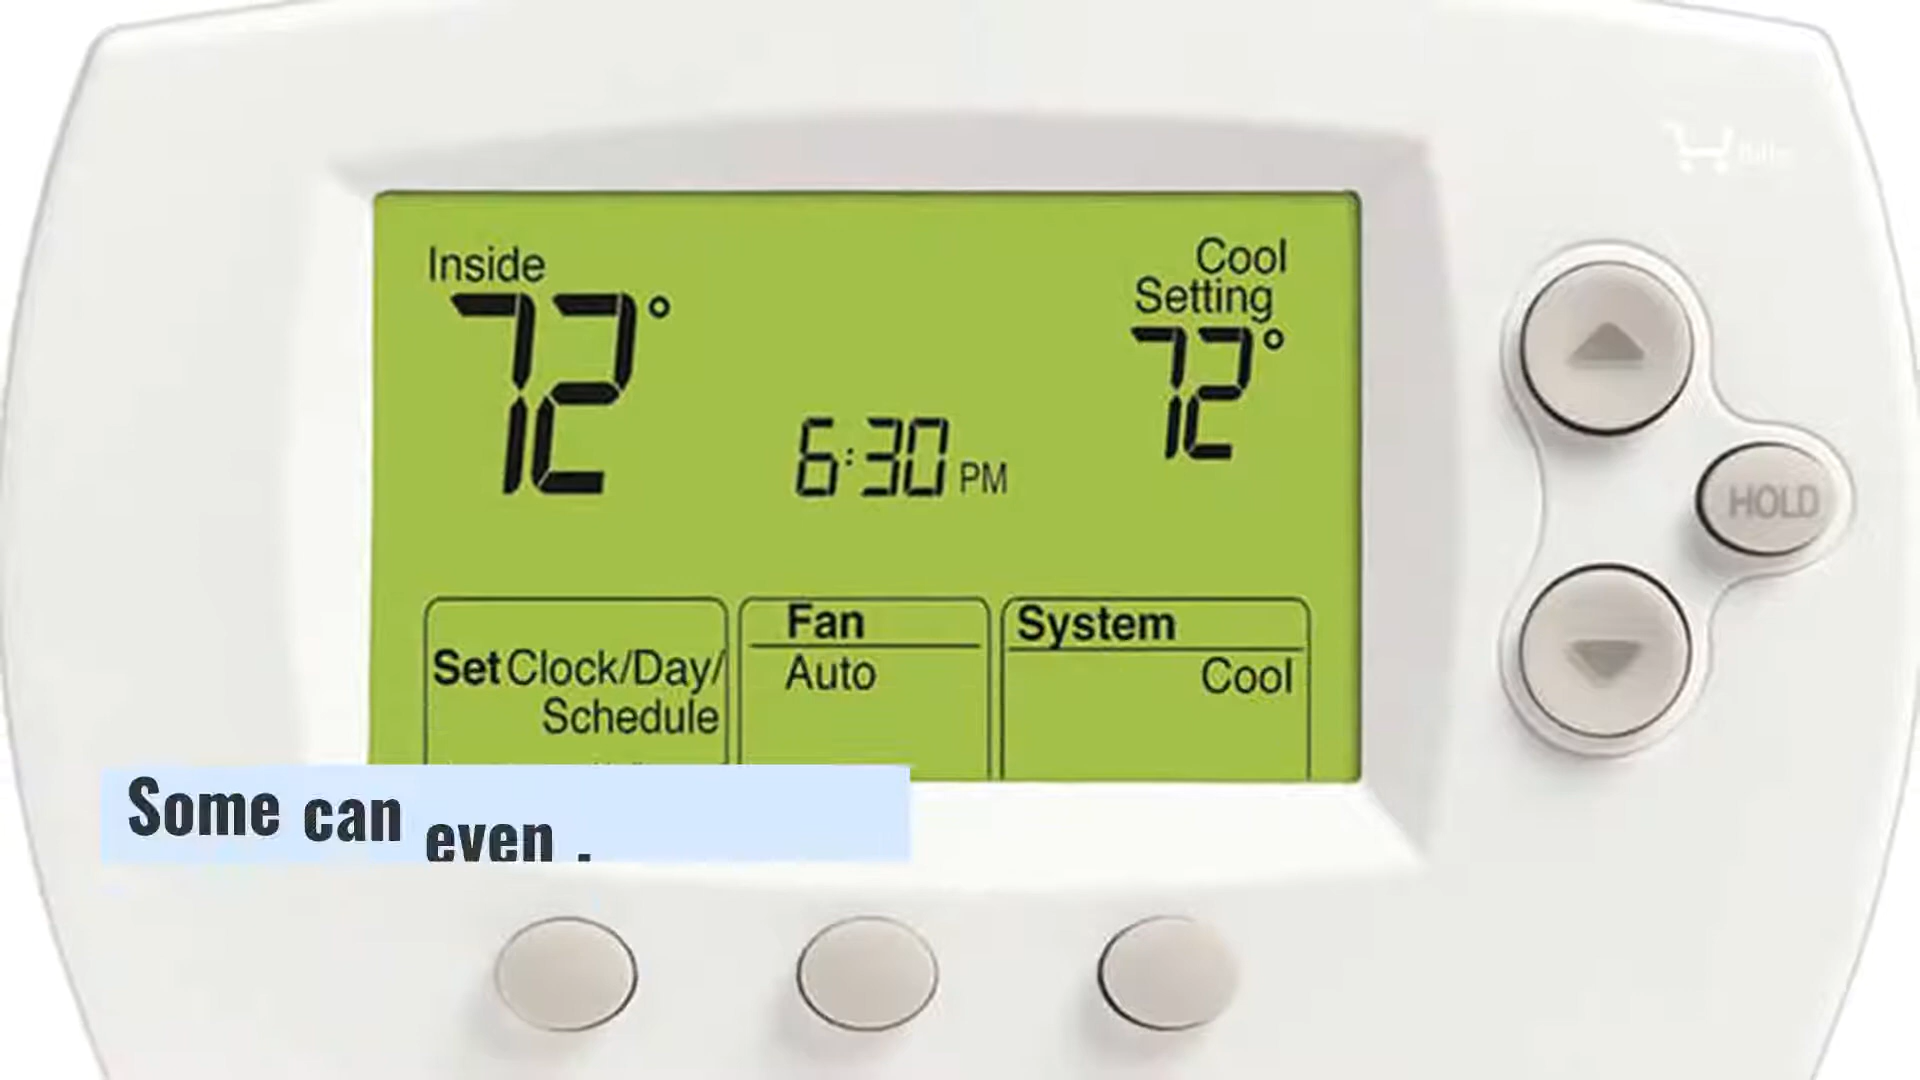 Inside
72°
Cool
Setting
72°
6:30 PM
HOLD
Set Clock/Day/
Schedule
Fan
Auto
System
Cool
Some can even